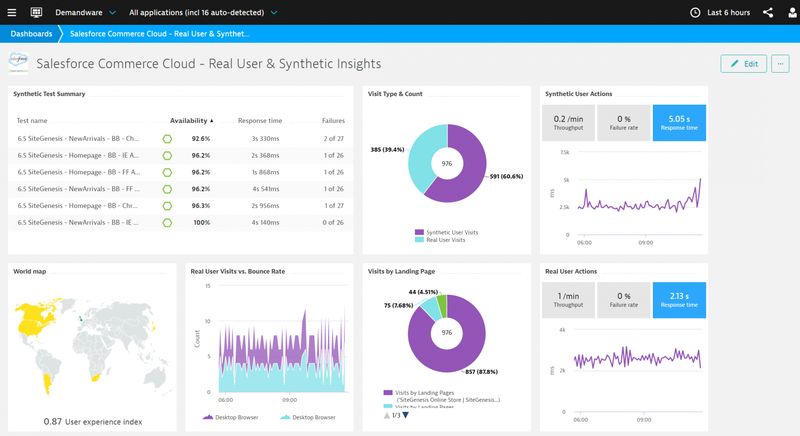 Demandware
All applications (incl 16 auto-detected)
Last 6 hours
Dashboards
Salesforce Commerce Cloud - Real User & Synthet...
Salesforce Commerce Cloud - Real User & Synthetic Insights
Edit
...
Synthetic Test Summary
Test name Availability ▲ Response time Failures
6.5 SiteGenesis - NewArrivals - BB - Ch... 92.6% 3s 330ms 2 of 27
6.5 SiteGenesis - Homepage - BB - IE A... 96.2% 2s 368ms 1 of 26
6.5 SiteGenesis - Homepage - BB - FF A... 96.2% 1s 868ms 1 of 26
6.5 SiteGenesis - NewArrivals - BB - FF ... 96.2% 4s 541ms 1 of 26
6.5 SiteGenesis - Homepage - BB - Chr... 96.3% 2s 956ms 1 of 27
6.5 SiteGenesis - NewArrivals - BB - IE ... 100% 4s 140ms 0 of 26
Visit Type & Count
385 (39.4%)
976
591 (60.6%)
Synthetic User Visits
Real User Visits
Synthetic User Actions
0.2 /min
Throughput
0 %
Failure rate
5.05 s
Response time
7.5k
5k
2.5k
0
ms
06:00 09:00
World map
0.87 User experience index
Real User Visits vs. Bounce Rate
15
10
5
0
Count
06:00 09:00
Desktop Browser Desktop Browser
Visits by Landing Page
44 (4.51%)
75 (7.68%)
976
857 (87.8%)
Visits by Landing Pages
('SiteGenesis Online Store | SiteGenesis...
Visits by Landing Pages
1/3
Real User Actions
1 /min
Throughput
0 %
Failure rate
2.13 s
Response time
4k
2k
0
ms
06:00 09:00